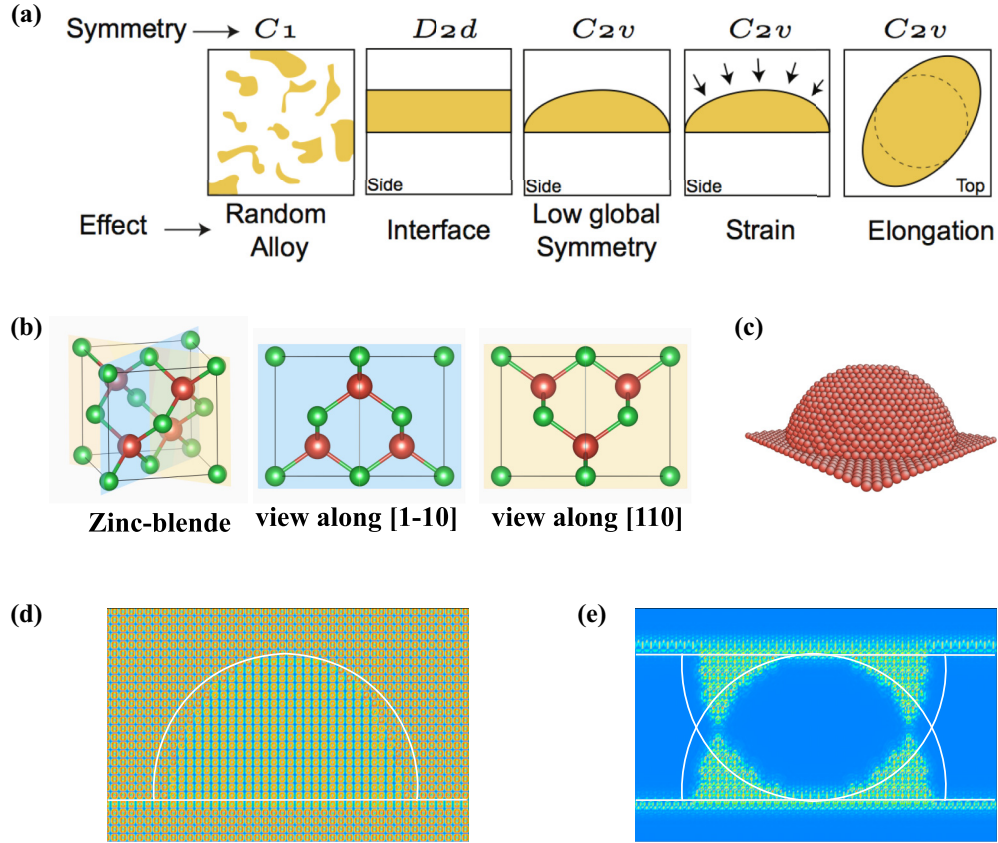 (a)
Symmetry C1 D2d C2v C2v C2v
Side Side Side Top
Effect Random Alloy Interface Low global Symmetry Strain Elongation
(b)
(c)
Zinc-blende view along [1-10] view along [110]
(d)
(e)